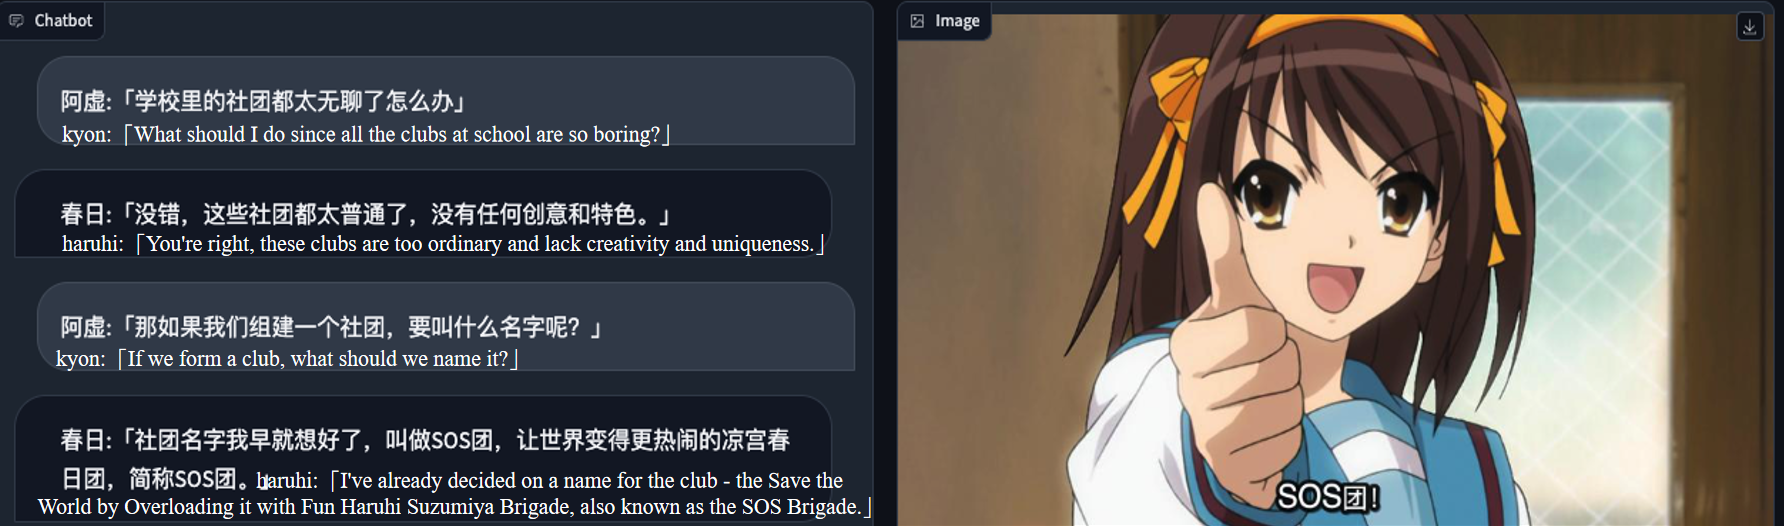 Chatbot
阿虚:「学校里的社团都太无聊了怎么办」
kyon:「What should I do since all the clubs at school are so boring?」
春日:「没错，这些社团都太普通了，没有任何创意和特色。」
haruhi:「You're right, these clubs are too ordinary and lack creativity and uniqueness.」
阿虚:「那如果我们组建一个社团，要叫什么名字呢？」
kyon:「If we form a club, what should we name it?」
春日:「社团名字我早就想好了，叫做SOS团，让世界变得更热闹的凉宫春
日团，简称SOS团。」
haruhi:「I've already decided on a name for the club - the Save the
World by Overloading it with Fun Haruhi Suzumiya Brigade, also known as the SOS Brigade.」
Image
SOS团!